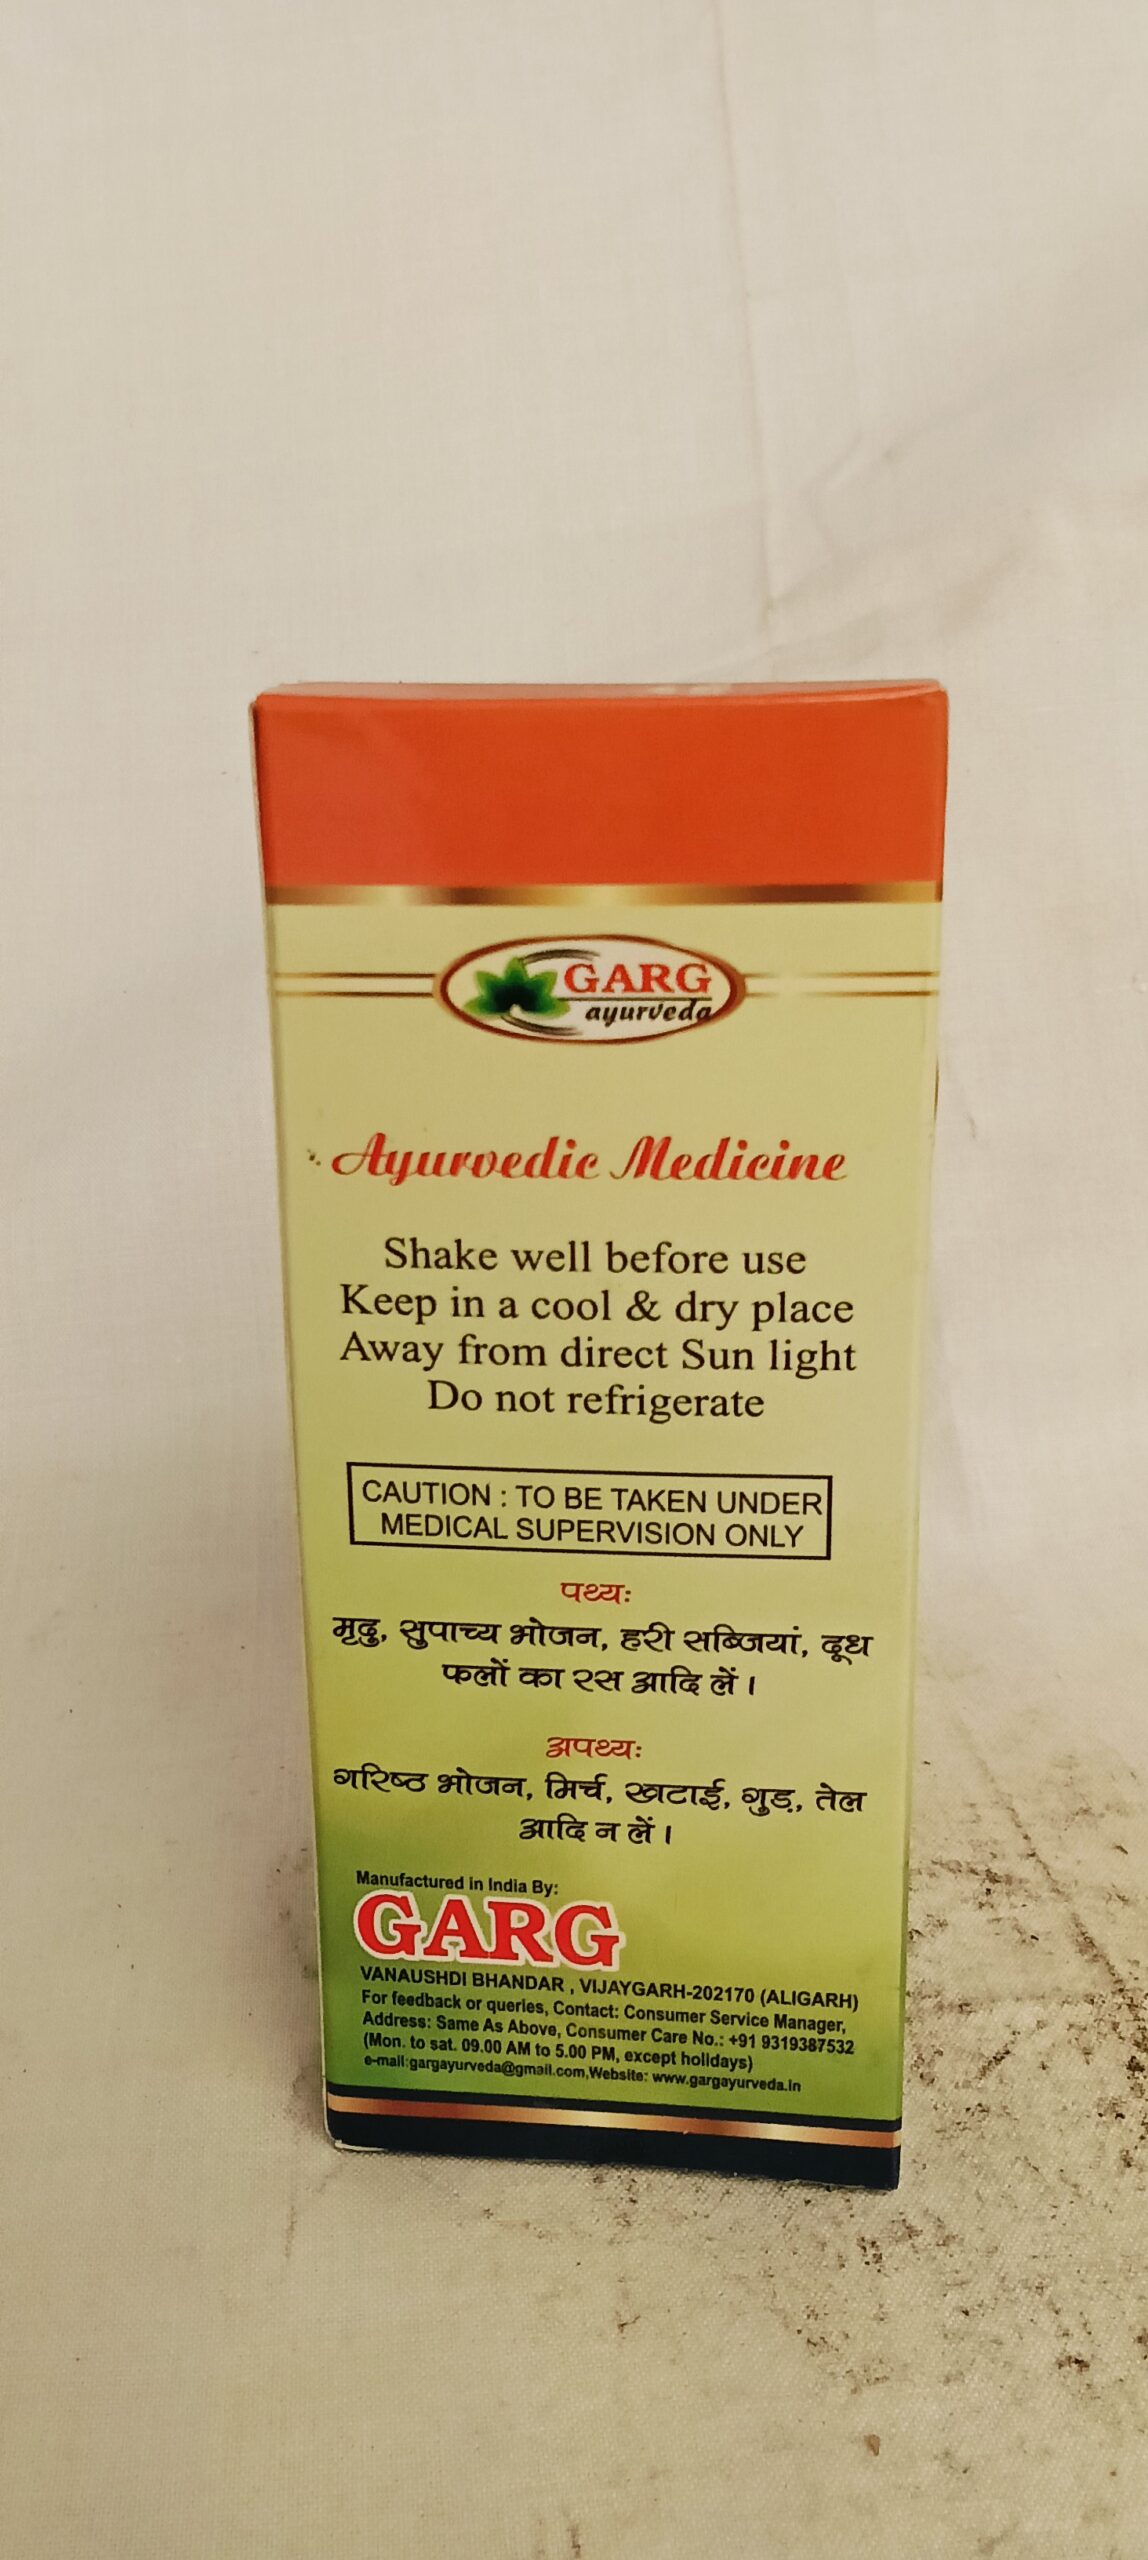 GARG
ayurveda
Ayurvedic Medicine
Shake well before use
Keep in a cool & dry place
Away from direct Sun light
Do not refrigerate
CAUTION : TO BE TAKEN UNDER
MEDICAL SUPERVISION ONLY
पथ्यः
मृदु, सुपाच्य भोजन, हरी सब्जियां, दूध
फलों का रस आदि लें।
अपथ्यः
गरिष्ठ भोजन, मिर्च, खटाई, गुड़, तेल
आदि न लें।
Manufactured in India By:
GARG
VANAUSHDI BHANDAR , VIJAYGARH-202170 (ALIGARH)
For feedback or queries, Contact: Consumer Service Manager,
Address: Same As Above, Consumer Care No.: +91 9319387532
(Mon. to sat. 09.00 AM to 5.00 PM, except holidays)
e-mail:gargayurveda@gmail.com,Website: www.gargayurveda.in